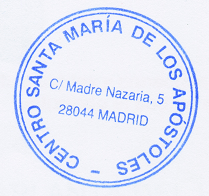 CENTRO SANTA MARÍA DE LOS APÓSTOLES -
C/ Madre Nazaria, 5
28044 MADRID